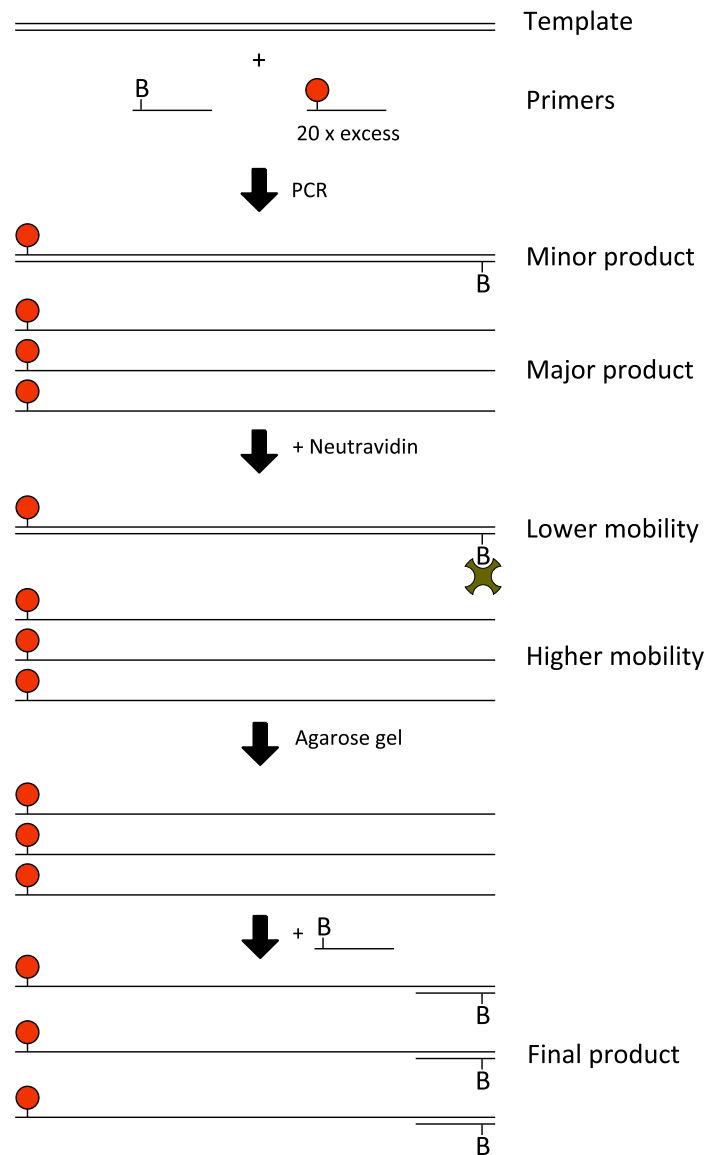 Template
+
B
Primers
20 x excess
PCR
Minor product
B
Major product
+ Neutravidin
Lower mobility
B
Higher mobility
Agarose gel
+ B
B
Final product
B
B